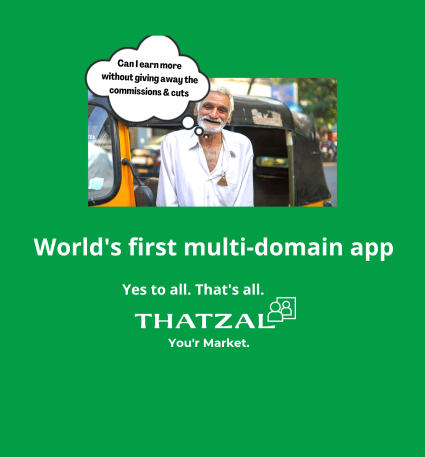 Can I earn more
without giving away the
commissions & cuts
World's first multi-domain app
Yes to all. That's all.
THATZAL
You'r Market.